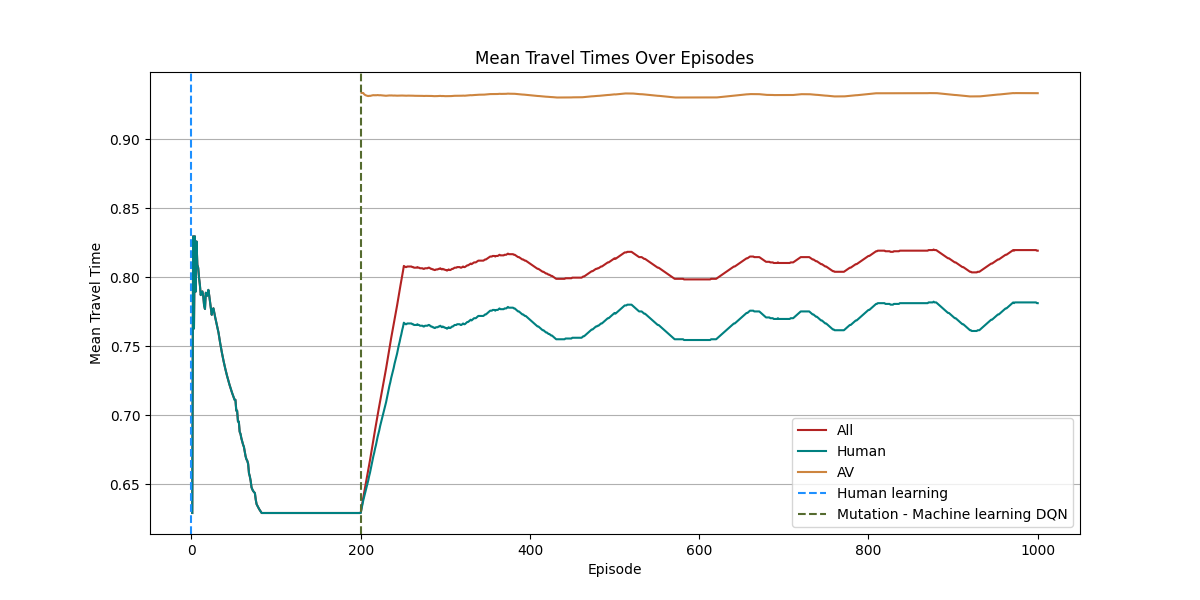 Mean Travel Times Over Episodes
Mean Travel Time
0.90
0.85
0.80
0.75
0.70
0.65
0
200
400
600
800
1000
Episode
All
Human
AV
Human learning
Mutation - Machine learning DQN